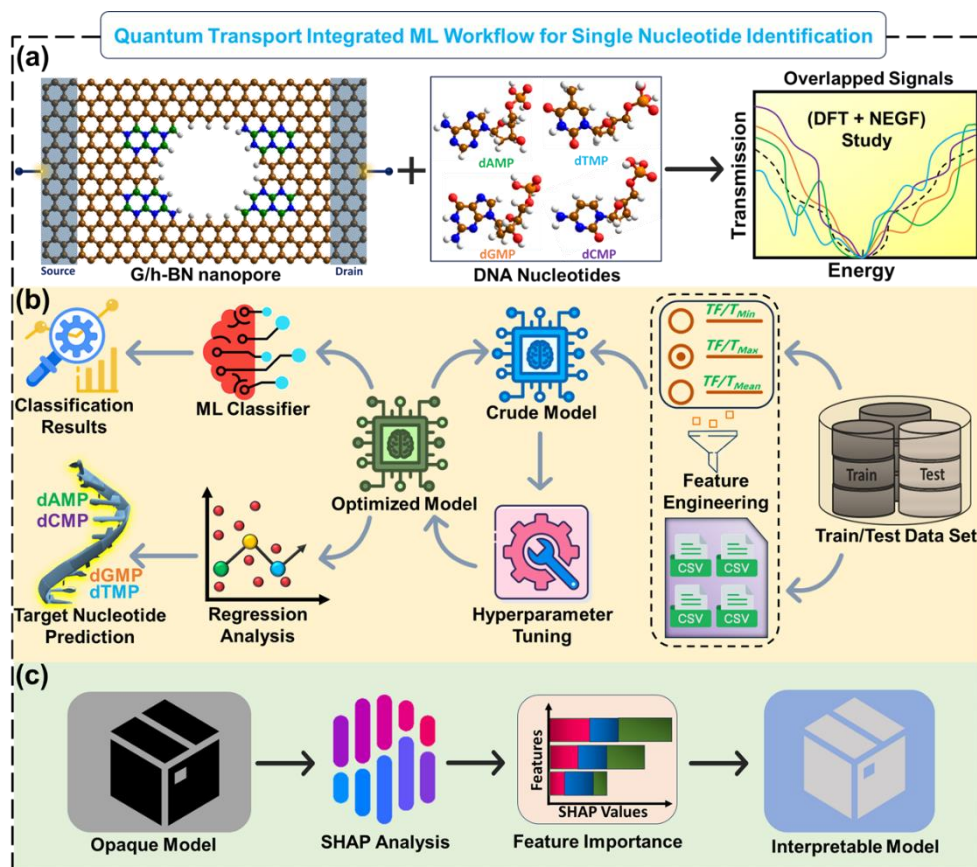 Quantum Transport Integrated ML Workflow for Single Nucleotide Identification
(a)
Source
G/h-BN nanopore
Drain
+
dAMP
dTMP
dGMP
dCMP
DNA Nucleotides
Overlapped Signals
(DFT + NEGF)
Study
Transmission
Energy
(b)
Classification
Results
ML Classifier
Optimized Model
Crude Model
Hyperparameter
Tuning
TF/T_Min
TF/T_Max
TF/T_Mean
Feature
Engineering
CSV
CSV
CSV
CSV
Train
Test
Train/Test Data Set
dAMP
dCMP
dGMP
dTMP
Target Nucleotide
Prediction
Regression
Analysis
(c)
Opaque Model
SHAP Analysis
Features
SHAP Values
Feature Importance
Interpretable Model